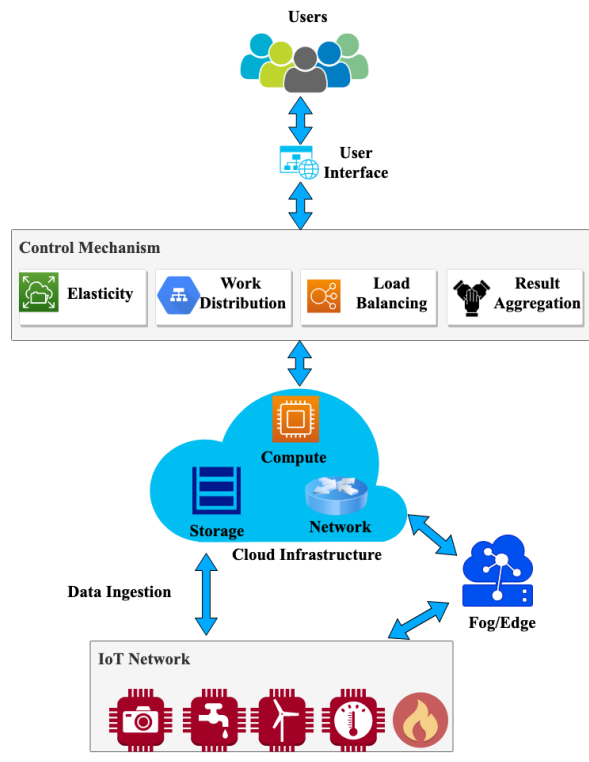 Users
User
Interface
Control Mechanism
Elasticity
Work
Distribution
Load
Balancing
Result
Aggregation
Compute
Storage
Network
Cloud Infrastructure
Data Ingestion
Fog/Edge
IoT Network